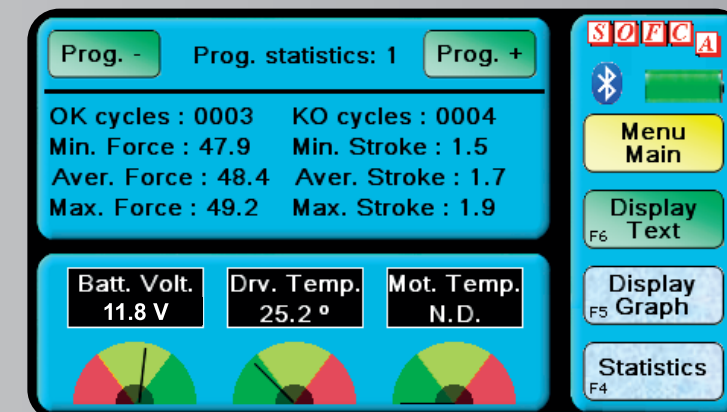 Prog. -
Prog. statistics: 1
Prog. +
OK cycles : 0003
KO cycles : 0004
Min. Force : 47.9
Min. Stroke : 1.5
Aver. Force : 48.4
Aver. Stroke : 1.7
Max. Force : 49.2
Max. Stroke : 1.9
Batt. Volt.
11.8 V
Drv. Temp.
25.2 º
Mot. Temp.
N.D.
SOFCA
Menu
Main
Display
F6 Text
Display
F5 Graph
Statistics
F4